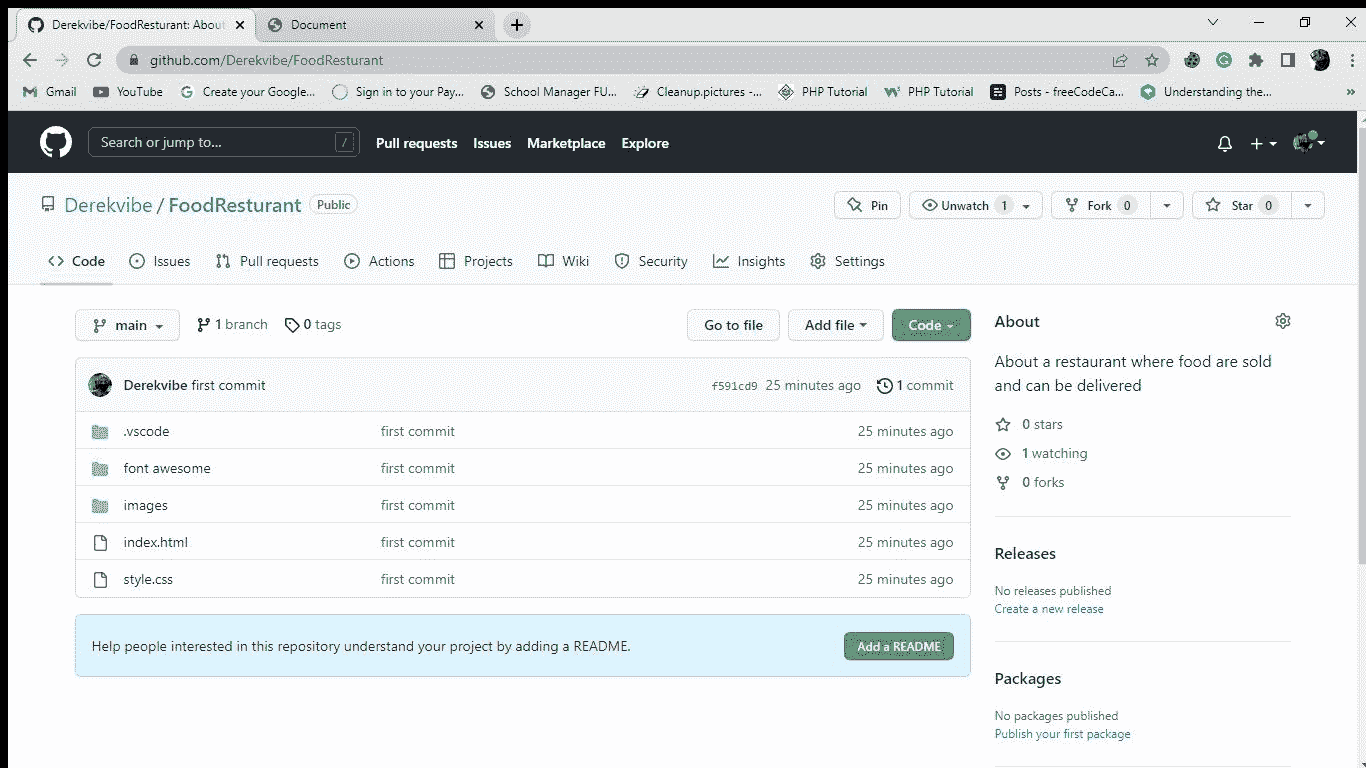 Derekvibe/FoodResturant: About
Document
github.com/Derekvibe/FoodResturant
Gmail YouTube Create your Google... Sign in to your Pay... School Manager FU... Cleanup.pictures -... PHP Tutorial PHP Tutorial Posts - freeCodeCa... Understanding the... »
Search or jump to... / Pull requests Issues Marketplace Explore
Derekvibe / FoodResturant Public
Pin Unwatch 1 Fork 0 Star 0
Code Issues Pull requests Actions Projects Wiki Security Insights Settings
main 1 branch 0 tags Go to file Add file Code
Derekvibe first commit f591cd9 25 minutes ago 1 commit
.vscode first commit 25 minutes ago
font awesome first commit 25 minutes ago
images first commit 25 minutes ago
index.html first commit 25 minutes ago
style.css first commit 25 minutes ago
Help people interested in this repository understand your project by adding a README. Add a README
About
About a restaurant where food are sold
and can be delivered
0 stars
1 watching
0 forks
Releases
No releases published
Create a new release
Packages
No packages published
Publish your first package